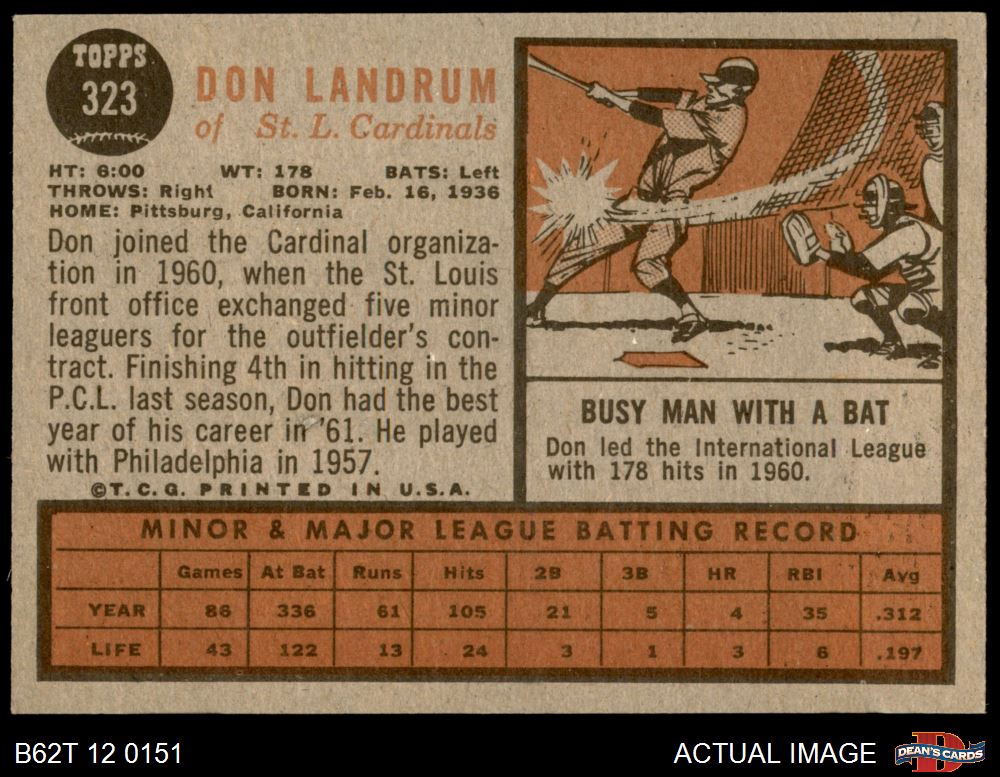 TOPPS
323
DON LANDRUM
of St. L. Cardinals
HT: 6:00 WT: 178 BATS: Left
THROWS: Right BORN: Feb. 16, 1936
HOME: Pittsburg, California
Don joined the Cardinal organiza-
tion in 1960, when the St. Louis
front office exchanged five minor
leaguers for the outfielder's con-
tract. Finishing 4th in hitting in the
P.C.L. last season, Don had the best
year of his career in '61. He played
with Philadelphia in 1957.
©T.C.G. PRINTED IN U.S.A.
BUSY MAN WITH A BAT
Don led the International League
with 178 hits in 1960.
MINOR & MAJOR LEAGUE BATTING RECORD
Games At Bat Runs Hits 2B 3B HR RBI Avg
YEAR 86 336 61 105 21 5 4 35 .312
LIFE 43 122 13 24 3 1 3 6 .197
B62T 12 0151 ACTUAL IMAGE DEAN'S CARDS